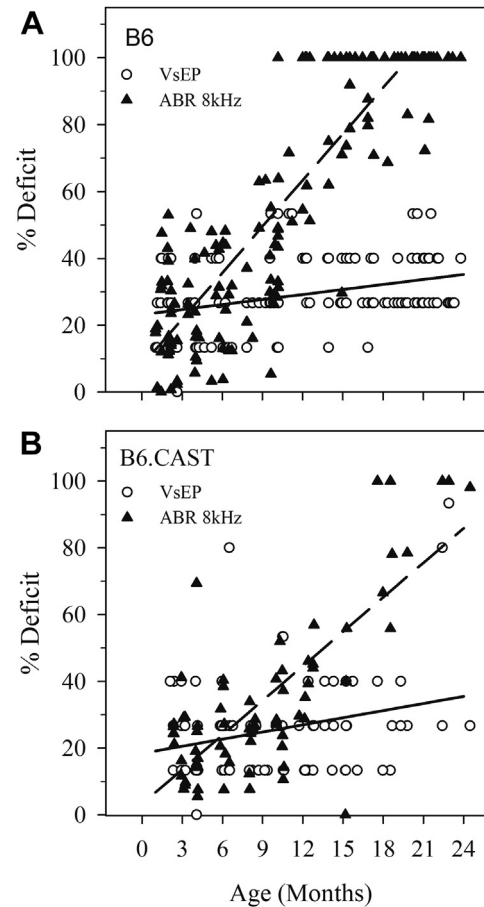 A
B6
VsEP
ABR 8kHz
100
80
60
40
20
0
% Deficit
B
B6.CAST
VsEP
ABR 8kHz
100
80
60
40
20
0
% Deficit
0 3 6 9 12 15 18 21 24
Age (Months)